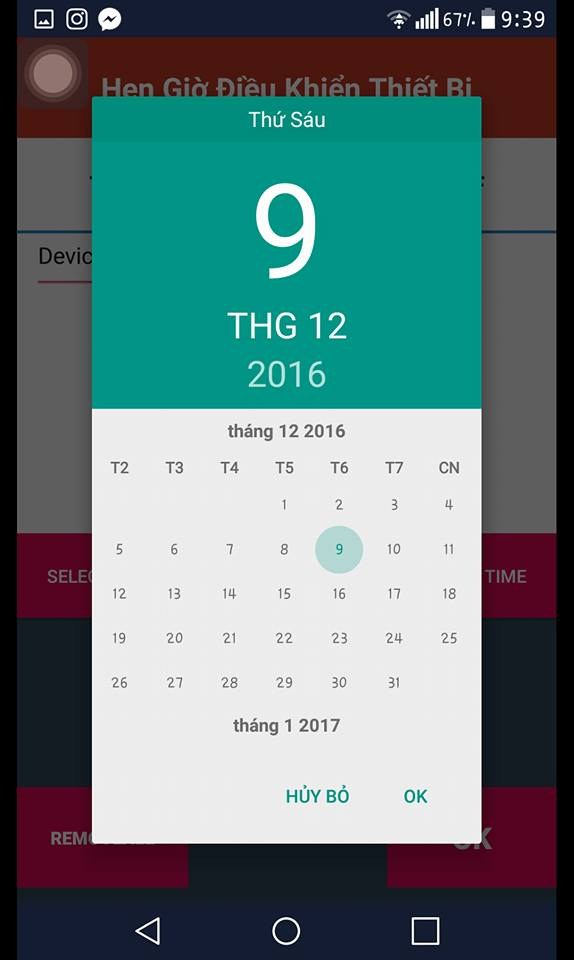 67% 9:39
Hẹn Giờ Điều Khiển Thiết Bị
Thứ Sáu
9
THG 12
2016
Devic
tháng 12 2016
T2 T3 T4 T5 T6 T7 CN
1 2 3 4
5 6 7 8 9 10 11
12 13 14 15 16 17 18
19 20 21 22 23 24 25
26 27 28 29 30 31
SELEC TIME
tháng 1 2017
HỦY BỎ OK
REMO OK